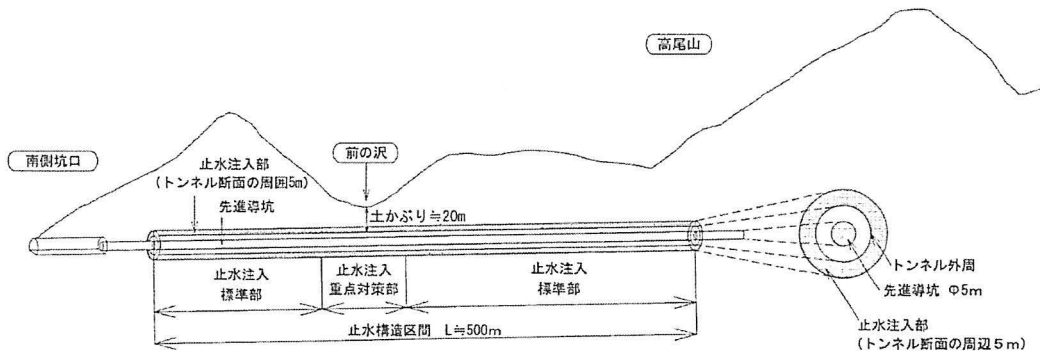 高尾山
南側坑口
前の沢
止水注入部
(トンネル断面の周囲5m)
先進導坑
土かぶり≒20m
止水注入
標準部
止水注入
重点対策部
止水注入
標準部
止水構造区間 L≒500m
トンネル外周
先進導坑 Φ5m
止水注入部
(トンネル断面の周辺5m)